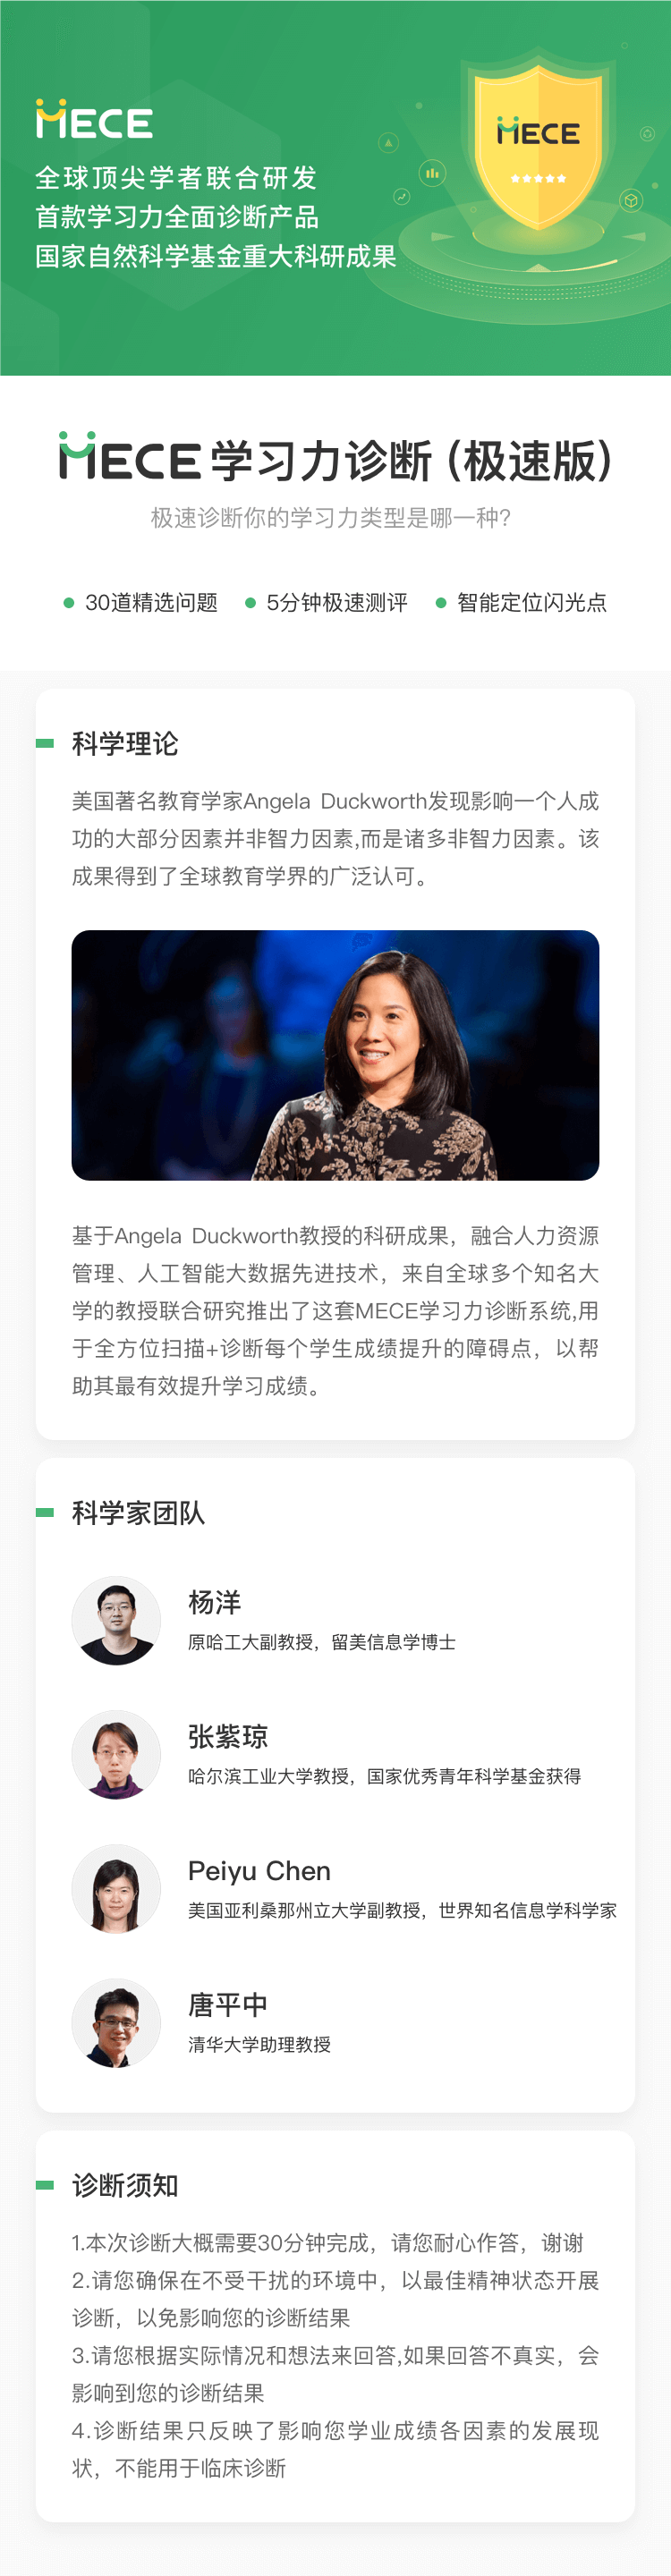 MECE
MECE
全球顶尖学者联合研发
首款学习力全面诊断产品
国家自然科学基金重大科研成果
MECE学习力诊断(极速版)
极速诊断你的学习力类型是哪一种?
30道精选问题 5分钟极速测评 智能定位闪光点
科学理论
美国著名教育学家Angela Duckworth发现影响一个人成
功的大部分因素并非智力因素,而是诸多非智力因素。该
成果得到了全球教育学界的广泛认可。
基于Angela Duckworth教授的科研成果，融合人力资源
管理、人工智能大数据先进技术，来自全球多个知名大
学的教授联合研究推出了这套MECE学习力诊断系统,用
于全方位扫描+诊断每个学生成绩提升的障碍点，以帮
助其最有效提升学习成绩。
科学家团队
杨洋
原哈工大副教授，留美信息学博士
张紫琼
哈尔滨工业大学教授，国家优秀青年科学基金获得
Peiyu Chen
美国亚利桑那州立大学副教授，世界知名信息学科学家
唐平中
清华大学助理教授
诊断须知
1.本次诊断大概需要30分钟完成，请您耐心作答，谢谢
2.请您确保在不受干扰的环境中，以最佳精神状态开展
诊断，以免影响您的诊断结果
3.请您根据实际情况和想法来回答,如果回答不真实，会
影响到您的诊断结果
4.诊断结果只反映了影响您学业成绩各因素的发展现
状，不能用于临床诊断